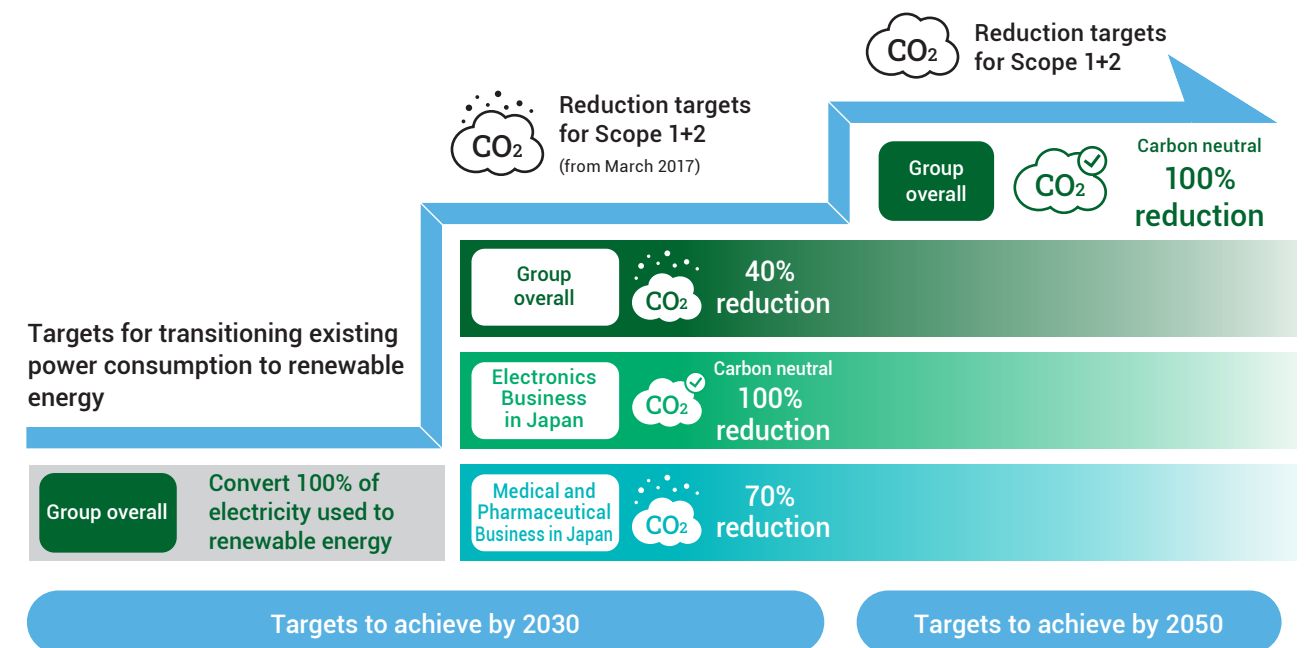 CO2
Reduction targets
for Scope 1+2
CO2
Reduction targets
for Scope 1+2
(from March 2017)
Group
overall
CO2
Carbon neutral
100%
reduction
Group
overall
CO2
40%
reduction
Targets for transitioning existing
power consumption to renewable
energy
Electronics
Business
in Japan
CO2
Carbon neutral
100%
reduction
Group overall
Convert 100% of
electricity used to
renewable energy
Medical and
Pharmaceutical
Business in Japan
CO2
70%
reduction
Targets to achieve by 2030
Targets to achieve by 2050